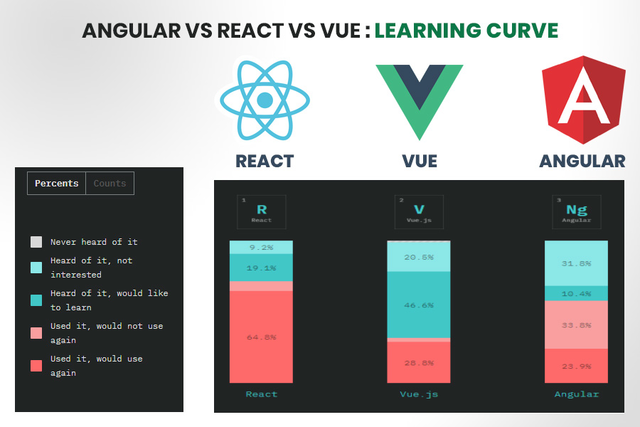 ANGULAR VS REACT VS VUE : LEARNING CURVE
REACT
VUE
ANGULAR
Percents
Counts
Never heard of it
Heard of it, not
interested
Heard of it, would like
to learn
Used it, would not use
again
Used it, would use
again
1
R
React
9.2%
19.1%
64.8%
React
2
V
Vue.js
20.5%
46.6%
28.8%
Vue.js
3
Ng
Angular
31.8%
10.4%
33.8%
23.9%
Angular